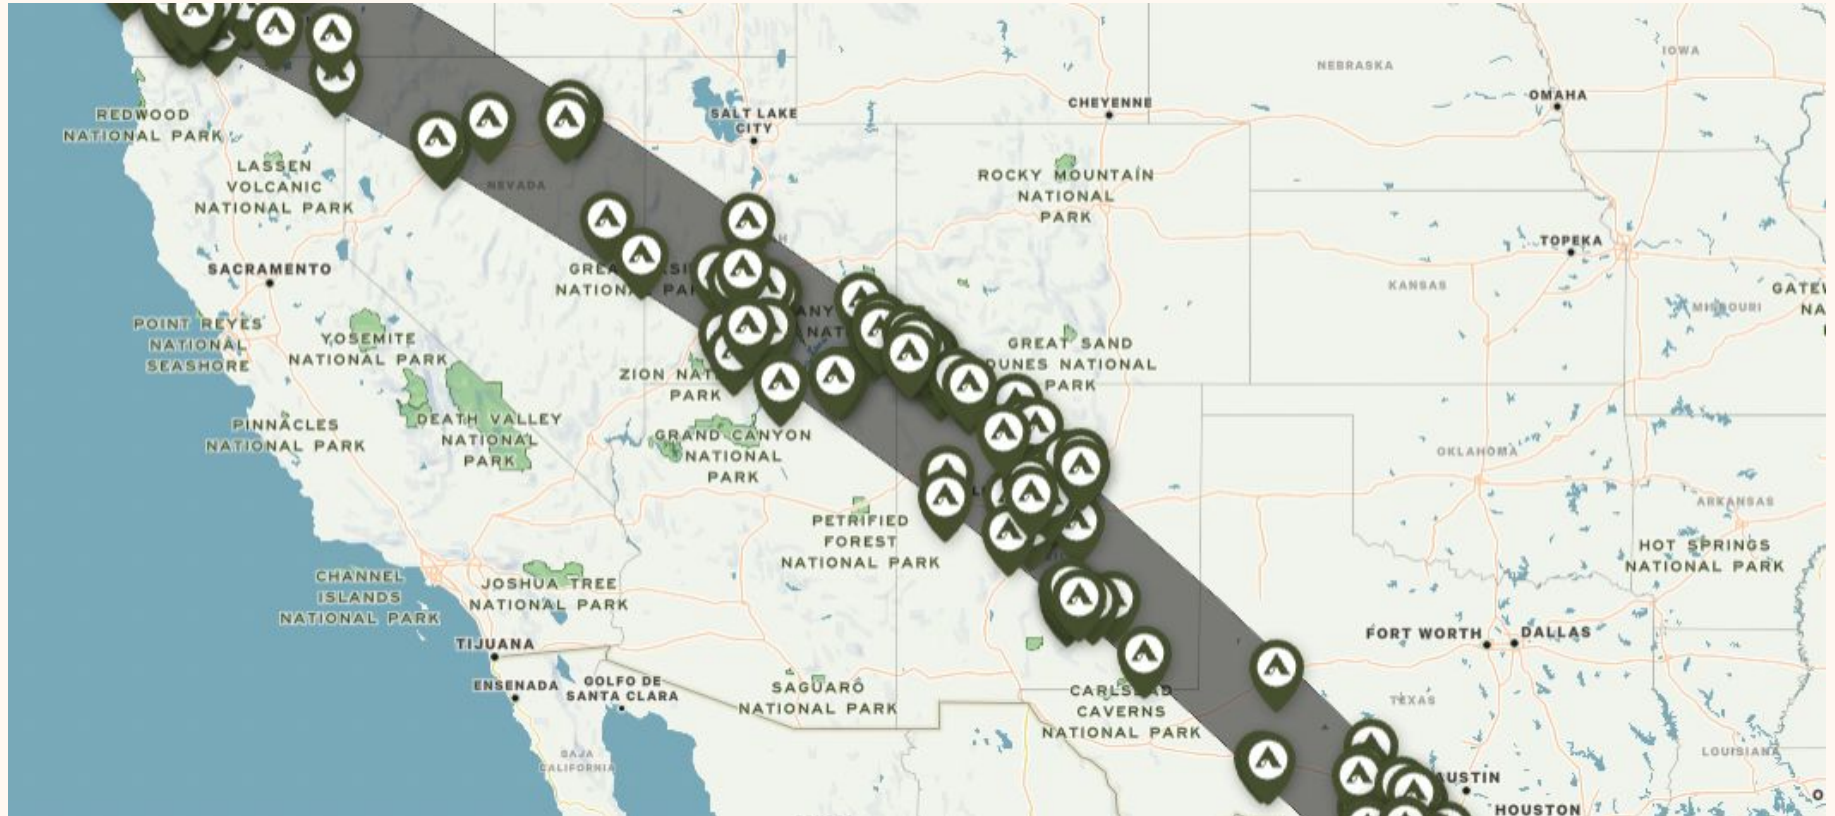 IOWA
NEBRASKA
OMAHA
CHEYENNE
SALT LAKE
CITY
REDWOOD
NATIONAL PARK
LASSEN
VOLCANIC
NATIONAL PARK
NEVADA
ROCKY MOUNTAIN
NATIONAL
PARK
TOPEKA
SACRAMENTO
KANSAS
MISSOURI
POINT REYES
NATIONAL
SEASHORE
YOSEMITE
NATIONAL PARK
GREAT SAND
DUNES NATIONAL
PARK
ZION
PARK
DEATH VALLEY
NATIONAL
PARK
PINNACLES
NATIONAL PARK
GRAND CANYON
NATIONAL
PARK
OKLAHOMA
ARKANSAS
PETRIFIED
FOREST
NATIONAL PARK
HOT SPRINGS
NATIONAL PARK
CHANNEL
ISLANDS
NATIONAL PARK
JOSHUA TREE
NATIONAL PARK
FORT WORTH
DALLAS
TIJUANA
ENSENADA
GOLFO DE
SANTA CLARA
SAGUARO
NATIONAL PARK
CAVERNS
NATIONAL PARK
TEXAS
BAJA
CALIFORNIA
LOUISIANA
AUSTIN
HOUSTON